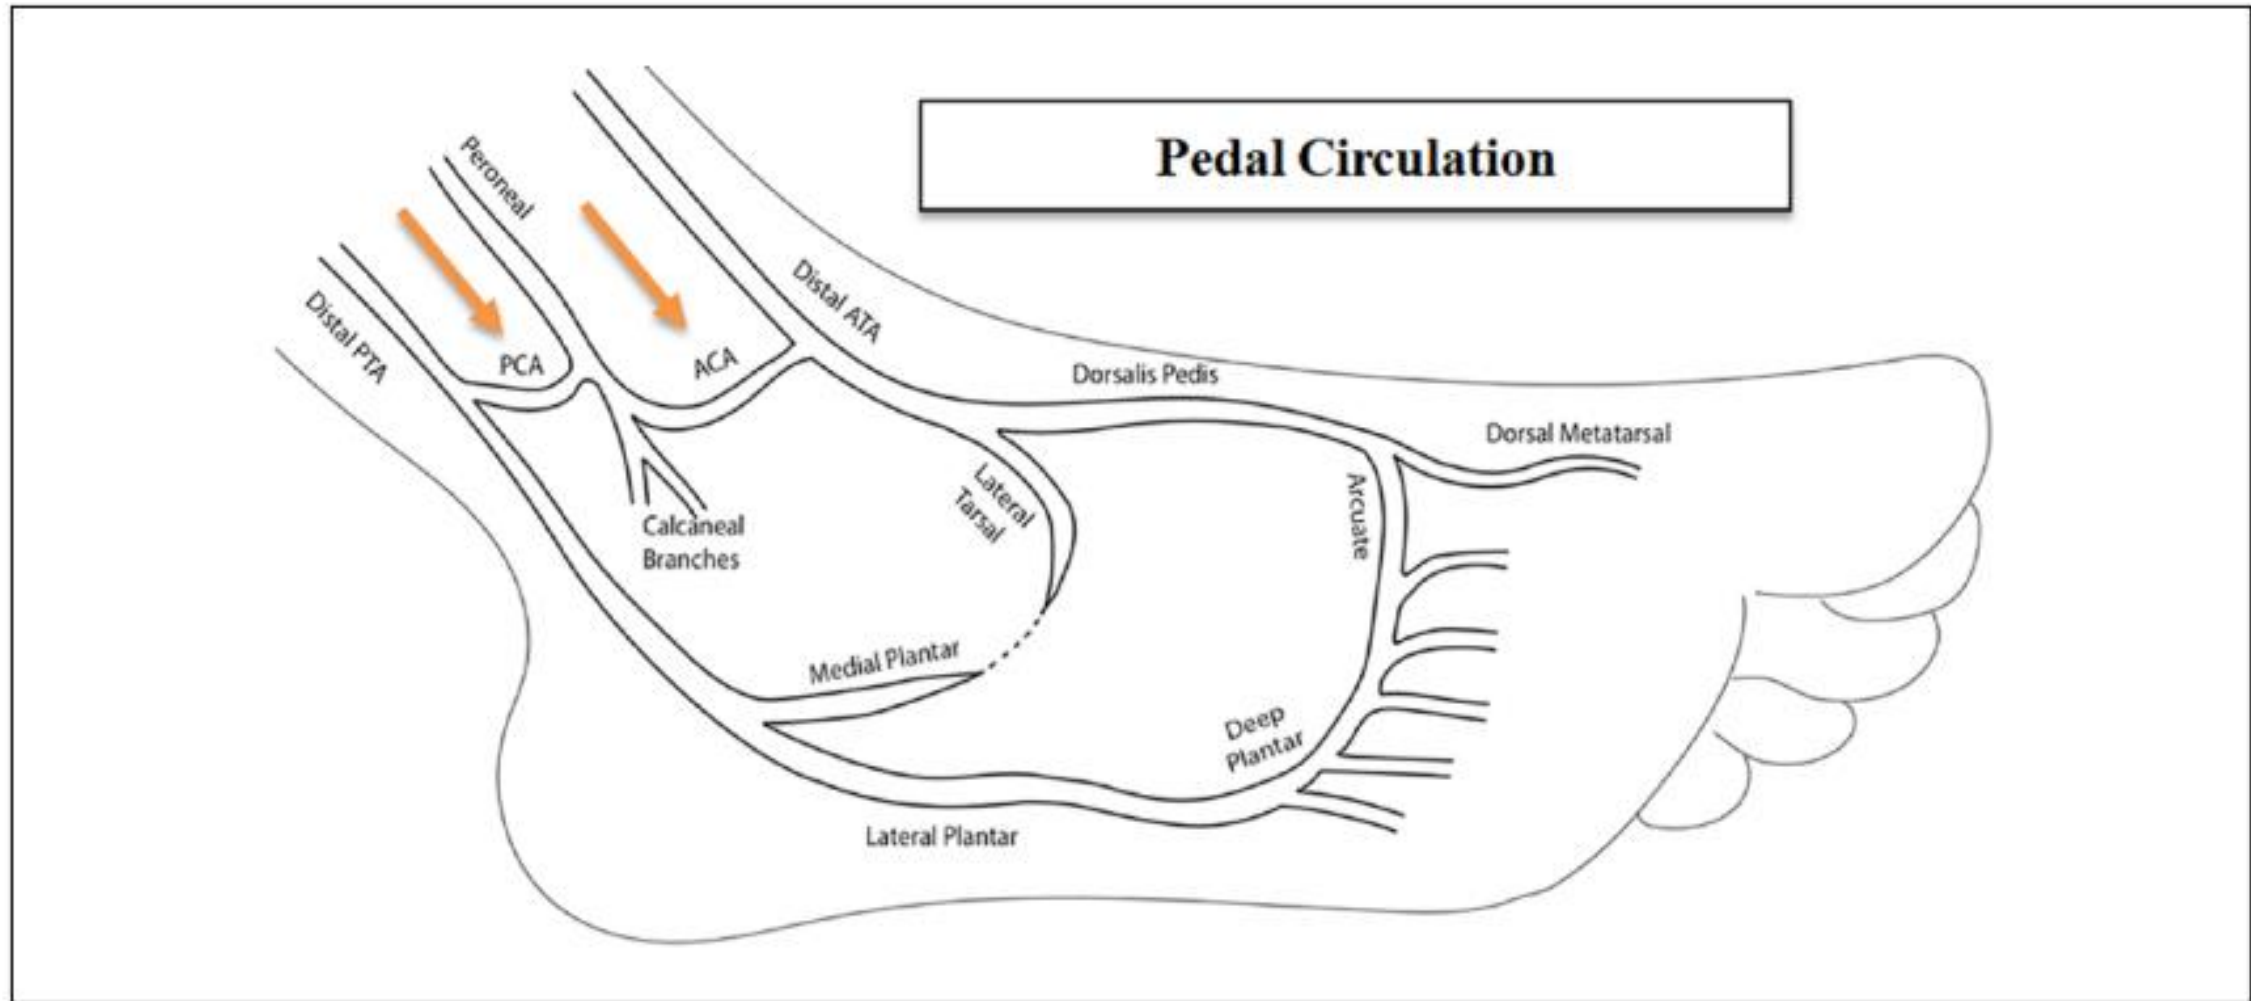 Pedal Circulation
Peroneal
Distal PTA
PCA
ACA
Distal ATA
Dorsalis Pedis
Dorsal Metatarsal
Lateral
Tarsal
Arcuate
Calcaneal
Branches
Medial Plantar
Deep
Plantar
Lateral Plantar